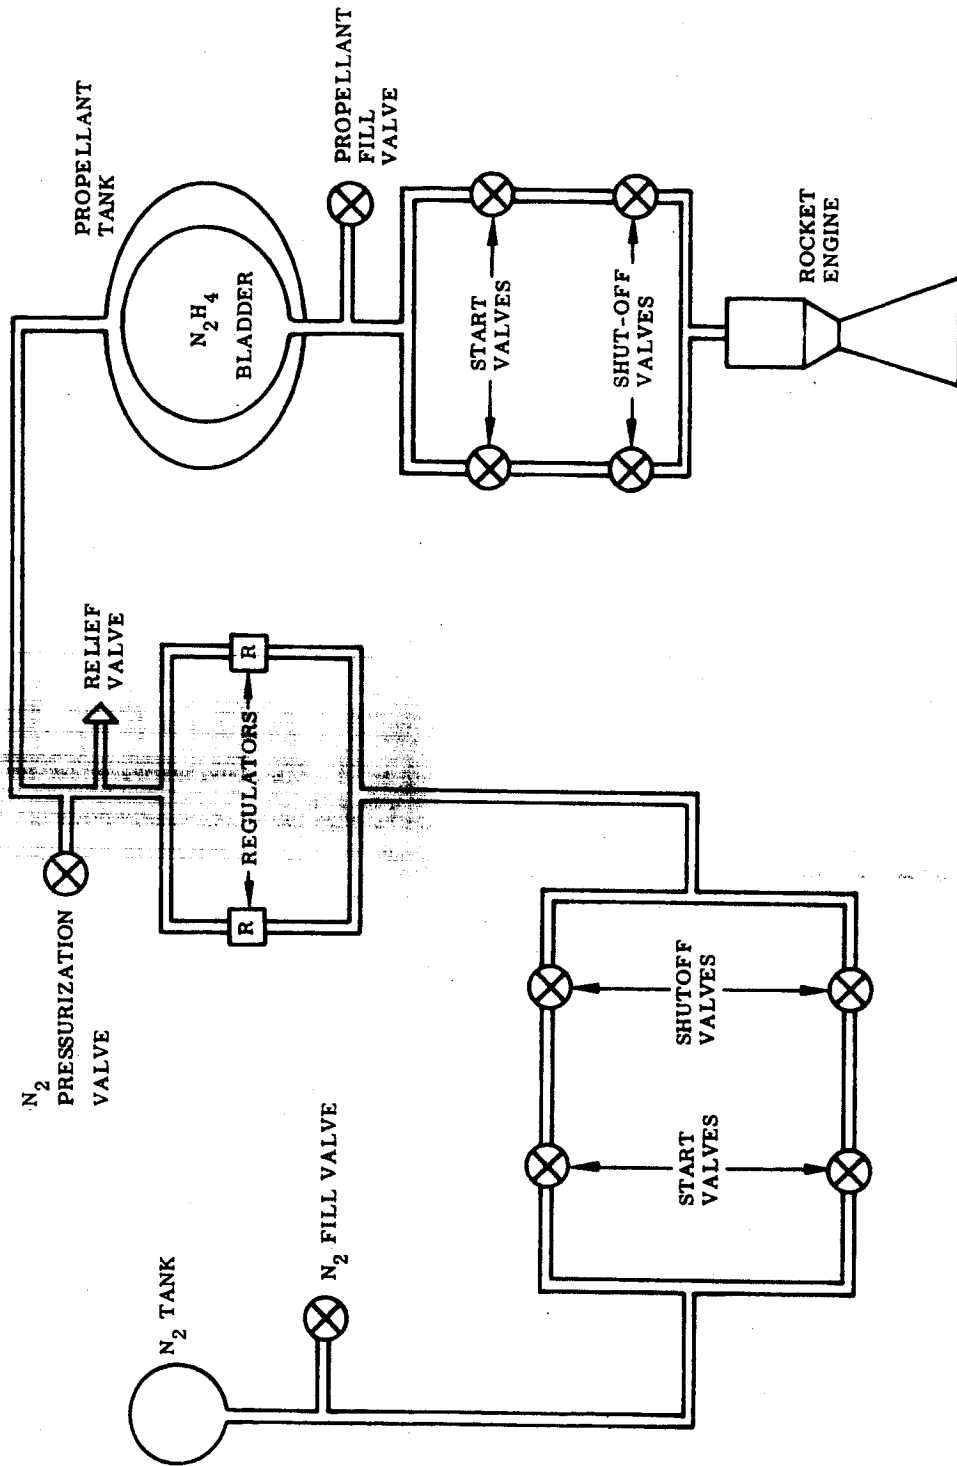 N2 TANK
N2 FILL VALVE
START
VALVES
SHUTOFF
VALVES
N2
PRESSURIZATION
VALVE
RELIEF
VALVE
R
REGULATORS
R
PROPELLANT
TANK
N2H4
BLADDER
PROPELLANT
FILL
VALVE
START
VALVES
SHUT-OFF
VALVES
ROCKET
ENGINE